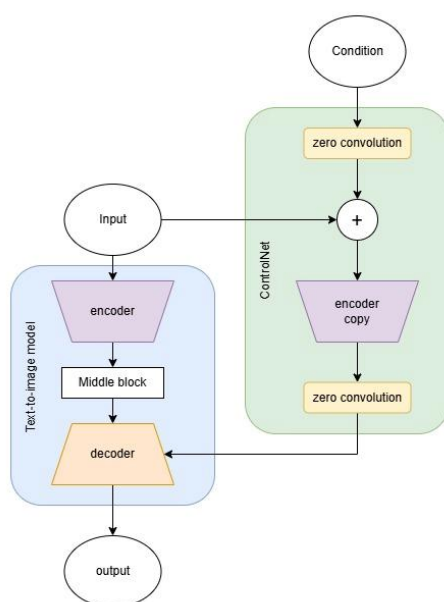 Condition
zero convolution
Input
+
ControlNet
encoder
encoder
copy
Text-to-image model
Middle block
zero convolution
decoder
output